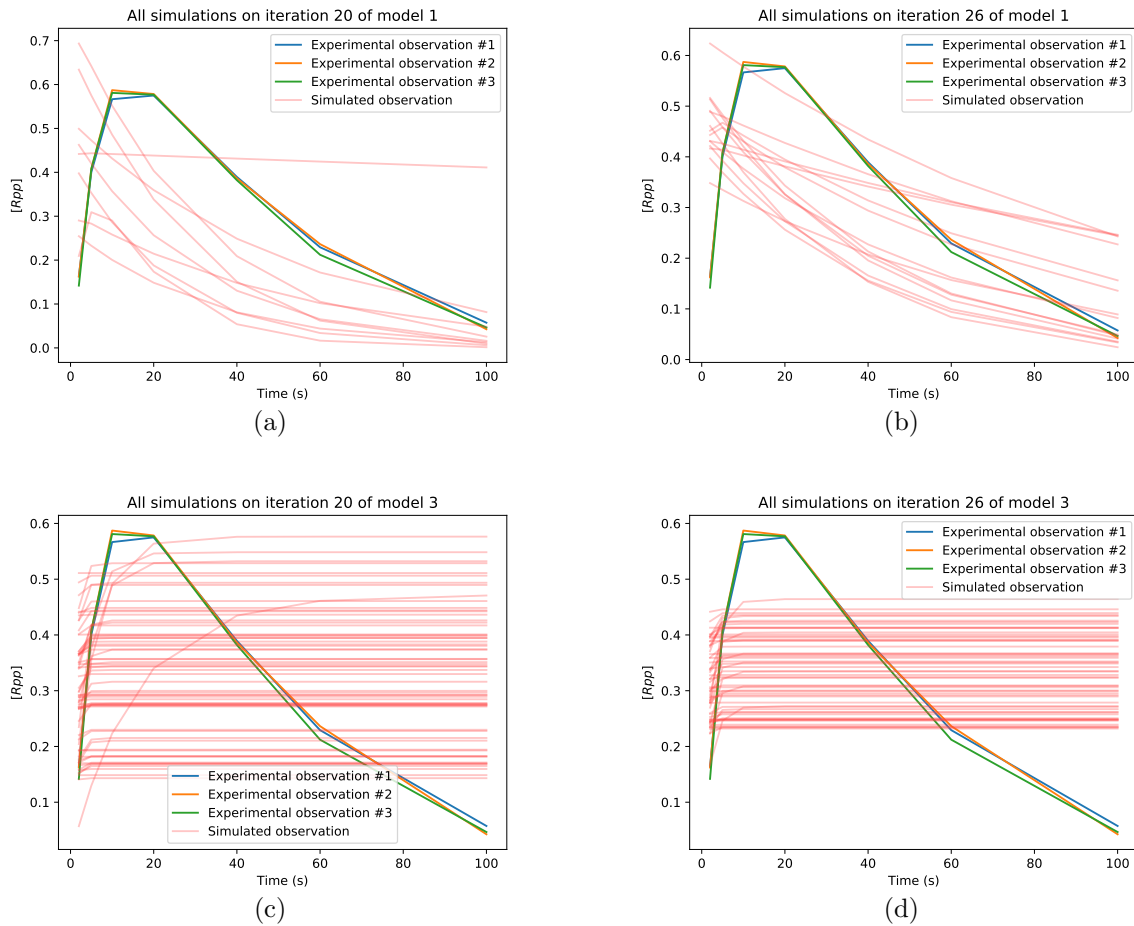 All simulations on iteration 20 of model 1
0.7
0.6
0.5
0.4
0.3
0.2
0.1
0.0
[Rpp]
Experimental observation #1
Experimental observation #2
Experimental observation #3
Simulated observation
0 20 40 60 80 100
Time (s)
(a)
All simulations on iteration 26 of model 1
0.6
0.5
0.4
0.3
0.2
0.1
0.0
[Rpp]
Experimental observation #1
Experimental observation #2
Experimental observation #3
Simulated observation
0 20 40 60 80 100
Time (s)
(b)
All simulations on iteration 20 of model 3
0.6
0.5
0.4
0.3
0.2
0.1
[Rpp]
Experimental observation #1
Experimental observation #2
Experimental observation #3
Simulated observation
0 20 40 60 80 100
Time (s)
(c)
All simulations on iteration 26 of model 3
0.6
0.5
0.4
0.3
0.2
0.1
[Rpp]
Experimental observation #1
Experimental observation #2
Experimental observation #3
Simulated observation
0 20 40 60 80 100
Time (s)
(d)